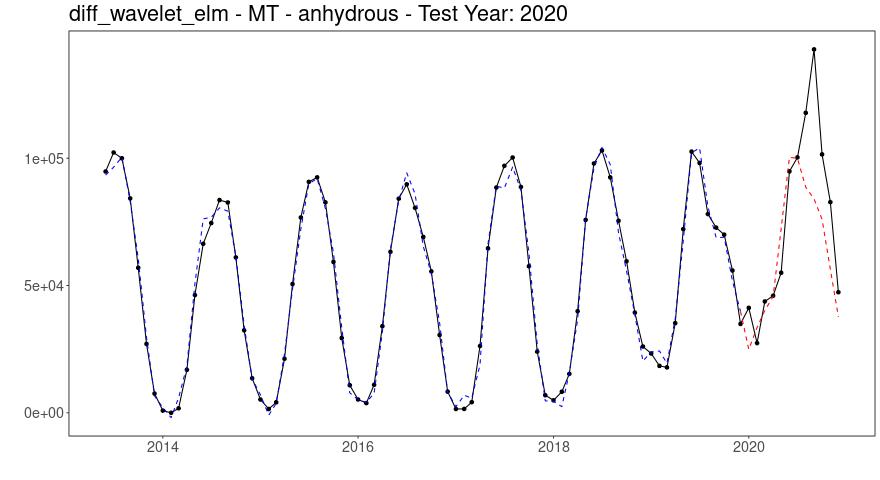 diff_wavelet_elm - MT - anhydrous - Test Year: 2020
1e+05
5e+04
0e+00
2014 2016 2018 2020